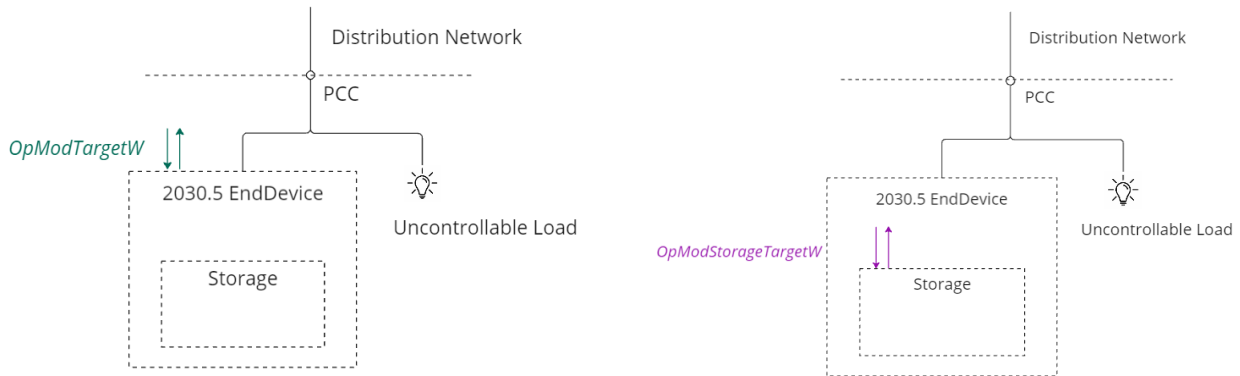 Distribution Network
PCC
OpModTargetW
2030.5 EndDevice
Storage
Uncontrollable Load
Distribution Network
PCC
2030.5 EndDevice
OpModStorageTargetW
Storage
Uncontrollable Load